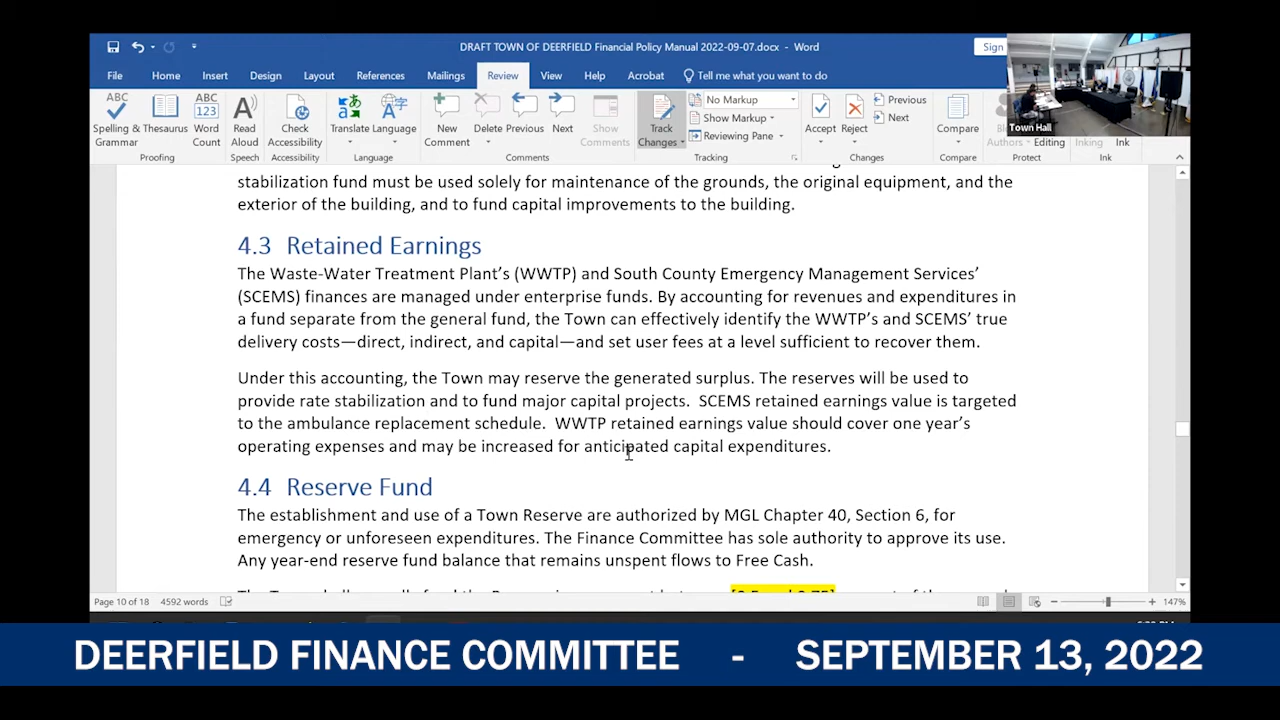 DRAFT TOWN OF DEERFIELD Financial Policy Manual 2022-09-07.docx - Word
Sign
File Home Insert Design Layout References Mailings Review View Help Acrobat Tell me what you want to do
Town Hall
Spelling & Grammar
Thesaurus
ABC 123
Word Count
Read Aloud
Check Accessibility
Translate
Language
New Comment
Delete
Previous
Next
Show Comments
Track Changes
No Markup
Show Markup
Reviewing Pane
Accept
Reject
Previous
Next
Compare
Authors
Editing
Inking
Ink
Proofing
Speech
Accessibility
Language
Comments
Tracking
Changes
Compare
Protect
Ink
stabilization fund must be used solely for maintenance of the grounds, the original equipment, and the
exterior of the building, and to fund capital improvements to the building.
4.3 Retained Earnings
The Waste-Water Treatment Plant’s (WWTP) and South County Emergency Management Services’
(SCEMS) finances are managed under enterprise funds. By accounting for revenues and expenditures in
a fund separate from the general fund, the Town can effectively identify the WWTP’s and SCEMS’ true
delivery costs—direct, indirect, and capital—and set user fees at a level sufficient to recover them.
Under this accounting, the Town may reserve the generated surplus. The reserves will be used to
provide rate stabilization and to fund major capital projects. SCEMS retained earnings value is targeted
to the ambulance replacement schedule. WWTP retained earnings value should cover one year’s
operating expenses and may be increased for anticipated capital expenditures.
4.4 Reserve Fund
The establishment and use of a Town Reserve are authorized by MGL Chapter 40, Section 6, for
emergency or unforeseen expenditures. The Finance Committee has sole authority to approve its use.
Any year-end reserve fund balance that remains unspent flows to Free Cash.
Page 10 of 18 4592 words
147%
DEERFIELD FINANCE COMMITTEE - SEPTEMBER 13, 2022